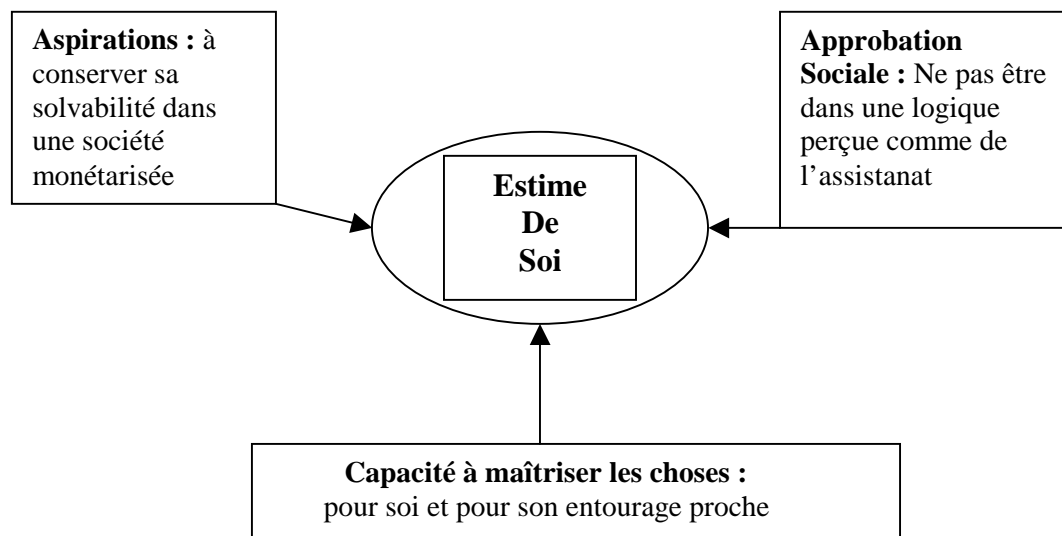 Aspirations : à
conserver sa
solvabilité dans
une société
monétarisée
Approbation
Sociale : Ne pas être
dans une logique
perçue comme de
l’assistanat
Estime
De
Soi
Capacité à maîtriser les choses :
pour soi et pour son entourage proche